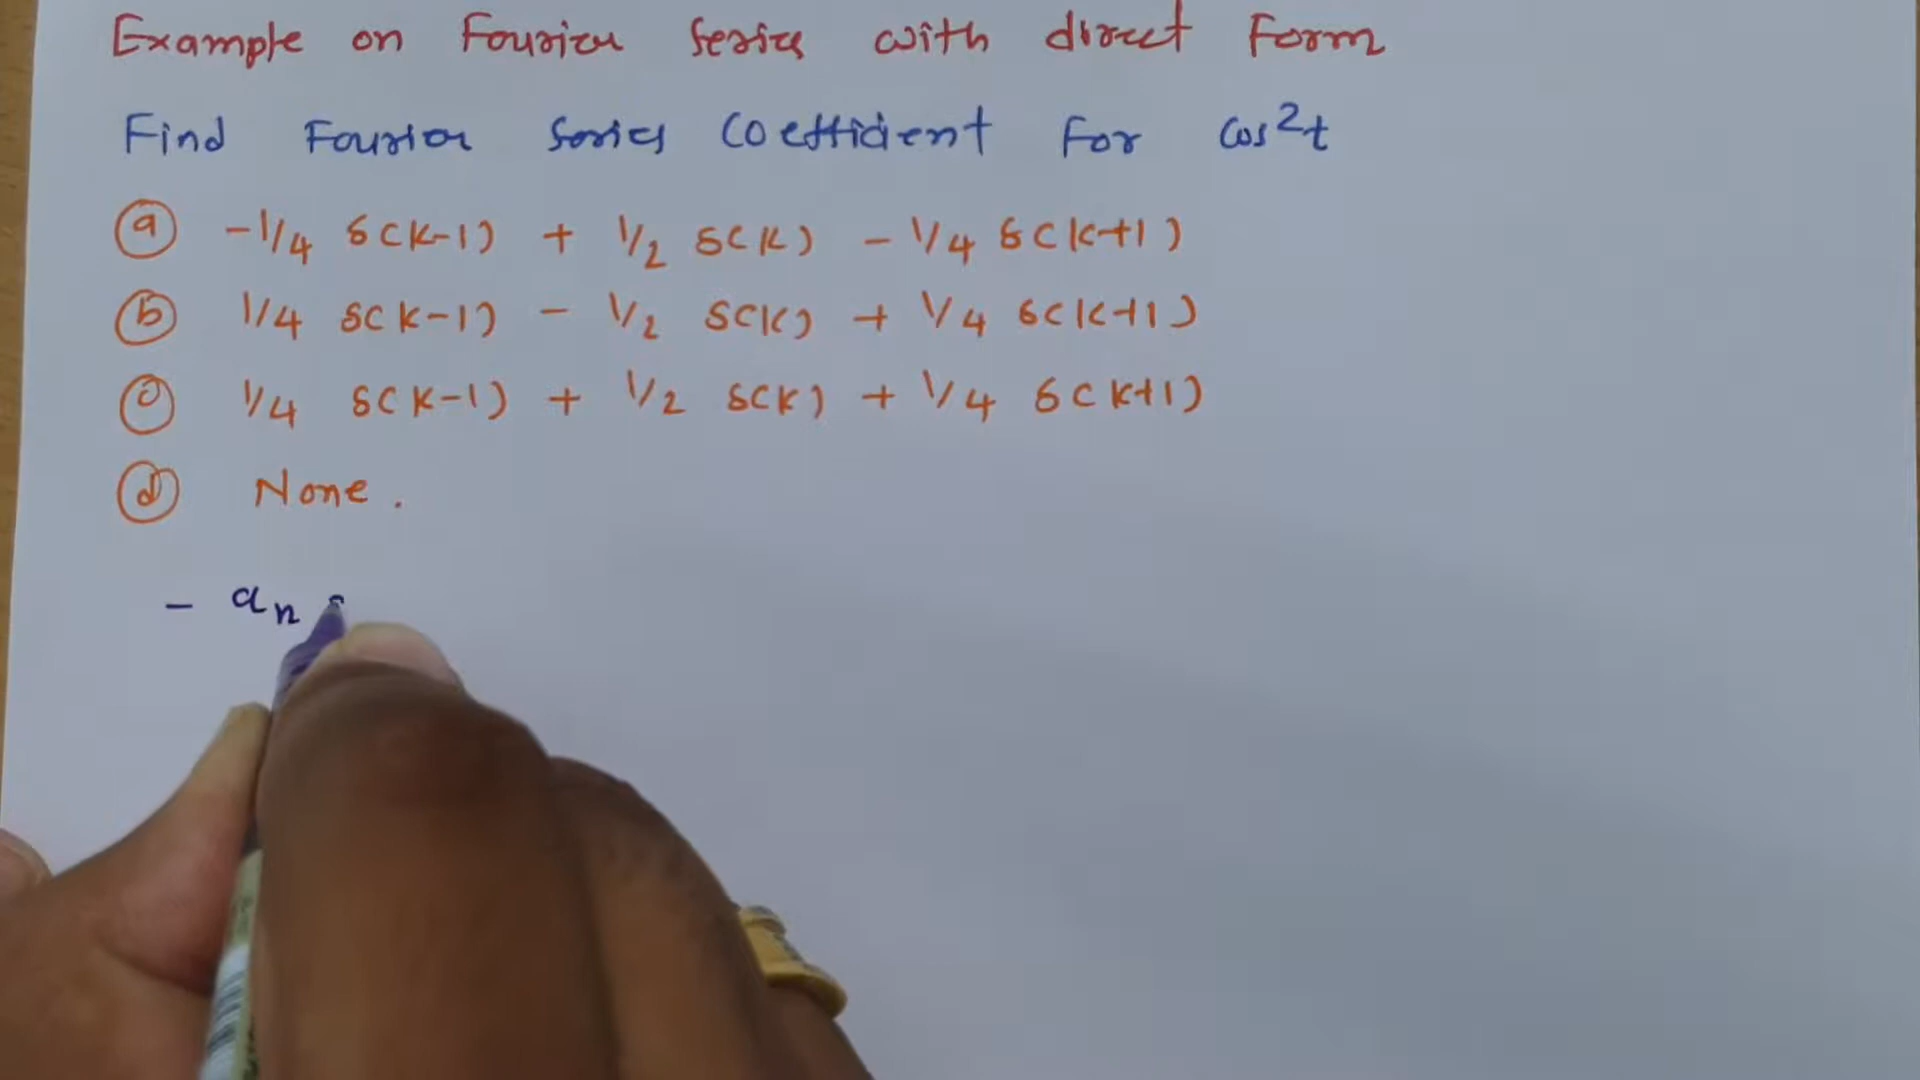 Example on Fourier Series with direct Form
Find Fourier Series Coefficient For cos²t
(a) -1/4 δ(k-1) + 1/2 δ(k) - 1/4 δ(k+1)
(b) 1/4 δ(k-1) - 1/2 δ(k) + 1/4 δ(k+1)
(c) 1/4 δ(k-1) + 1/2 δ(k) + 1/4 δ(k+1)
(d) None.
- aₙ